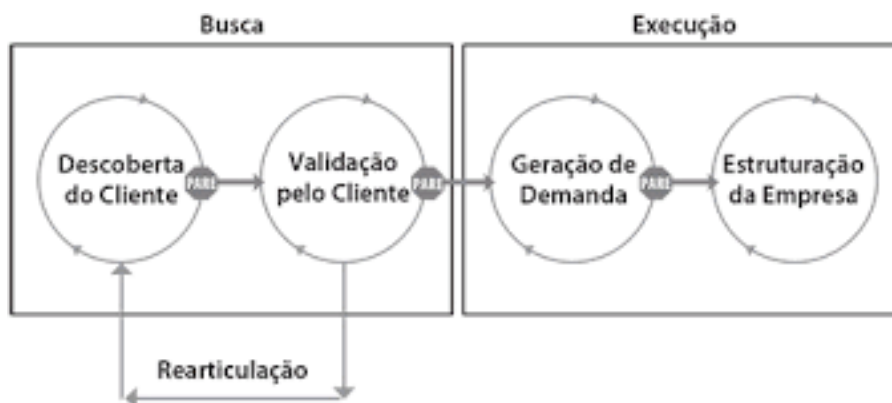 Busca
Execução
Descoberta
do Cliente
PARE
Validação
pelo Cliente
PARE
Geração de
Demanda
PARE
Estruturação
da Empresa
Rearticulação